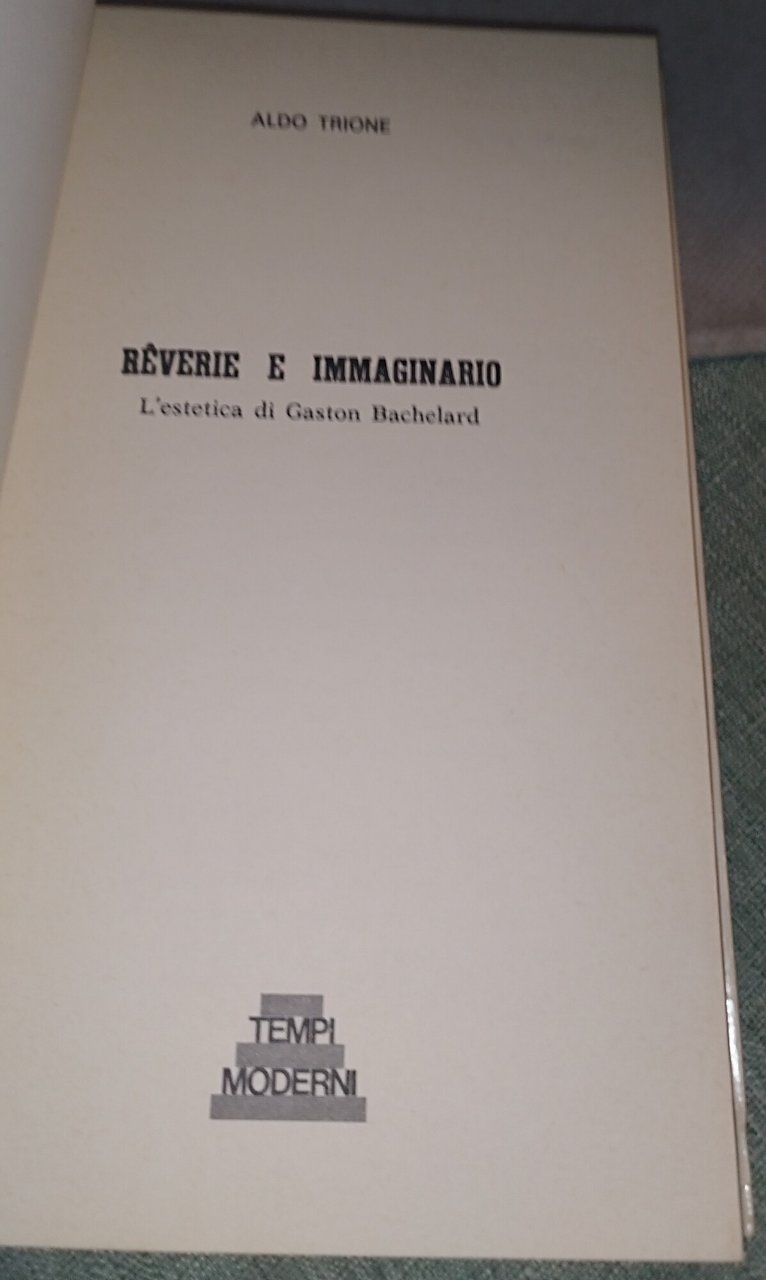 ALDO TRIONE
RÊVERIE E IMMAGINARIO
L'estetica di Gaston Bachelard
TEMPI
MODERNI